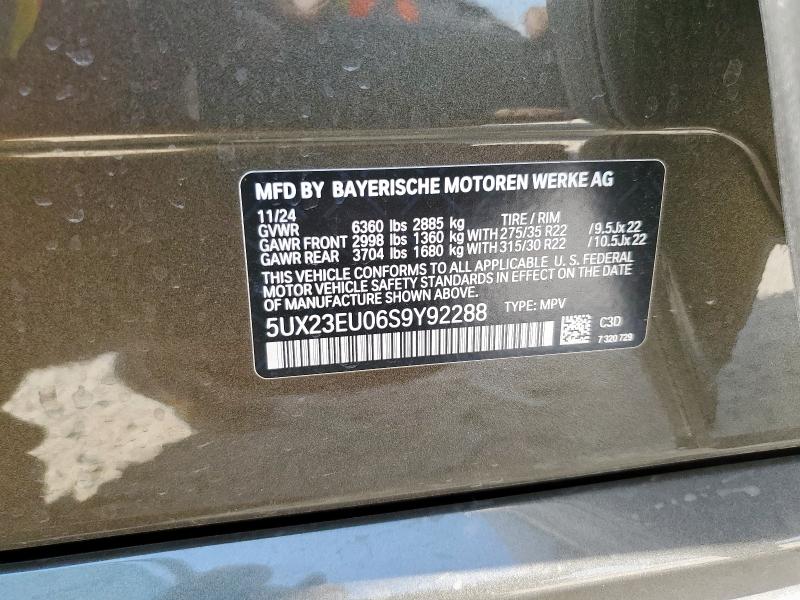 MFD BY BAYERISCHE MOTOREN WERKE AG
11/24 TIRE / RIM
GVWR 6360 lbs 2885 kg
GAWR FRONT 2998 lbs 1360 kg WITH 275/35 R22 /9.5Jx22
GAWR REAR 3704 lbs 1680 kg WITH 315/30 R22 /10.5Jx22
THIS VEHICLE CONFORMS TO ALL APPLICABLE U. S. FEDERAL
MOTOR VEHICLE SAFETY STANDARDS IN EFFECT ON THE DATE
OF MANUFACTURE SHOWN ABOVE.
5UX23EU06S9Y92288 TYPE: MPV
C3D
7 320 729